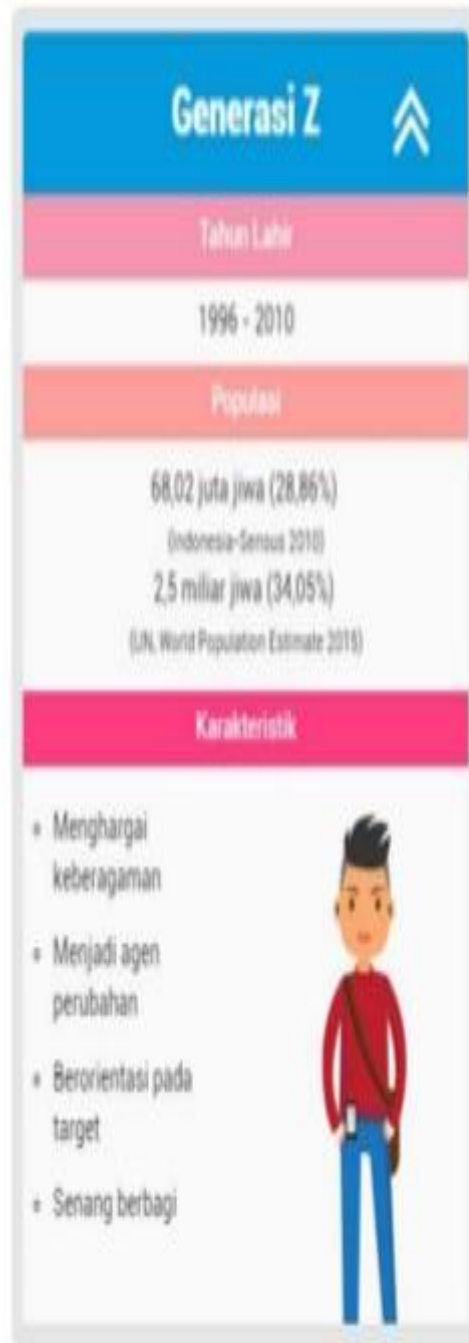 Generasi Z
Tahun Lahir
1996 - 2010
Populasi
68,02 juta jiwa (28,86%)
(Indonesia-Sensus 2010)
2,5 miliar jiwa (34,05%)
(UN, World Population Estimate 2015)
Karakteristik
Menghargai
keberagaman
Menjadi agen
perubahan
Berorientasi pada
target
Senang berbagi